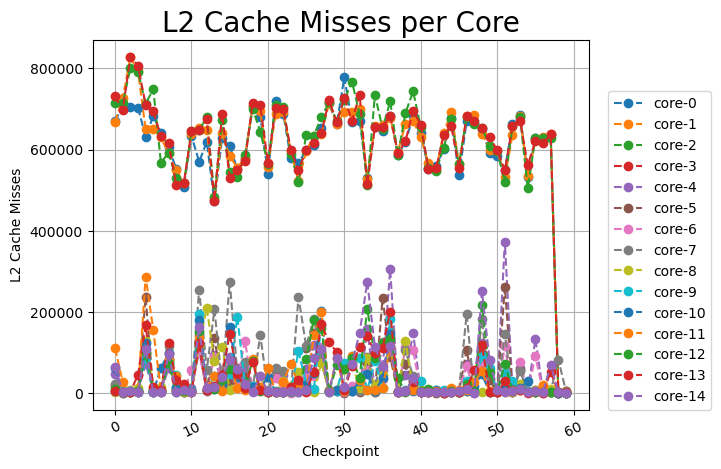 L2 Cache Misses per Core
L2 Cache Misses
800000
600000
400000
200000
0
0
10
20
30
40
50
60
Checkpoint
core-0
core-1
core-2
core-3
core-4
core-5
core-6
core-7
core-8
core-9
core-10
core-11
core-12
core-13
core-14